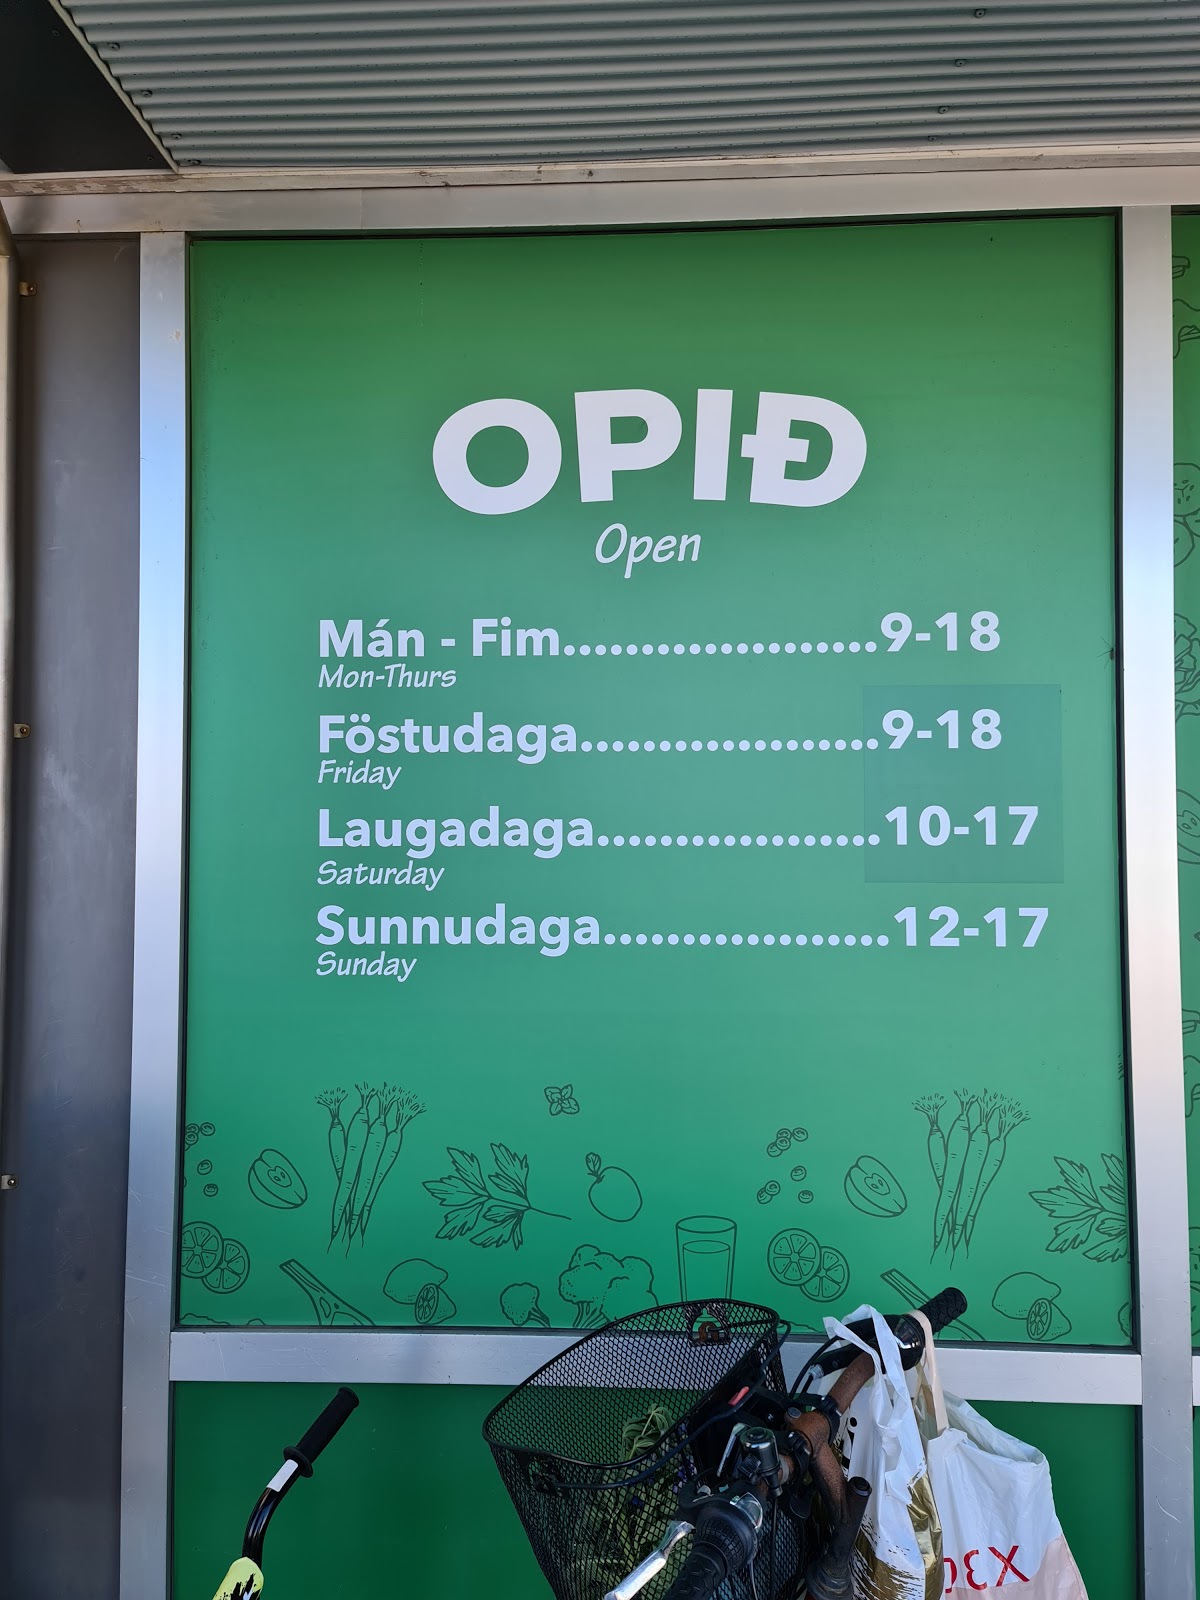 OPIÐ
Open
Mán - Fim....................9-18
Mon-Thurs
Föstudaga...................9-18
Friday
Laugadaga..................10-17
Saturday
Sunnudaga..................12-17
Sunday